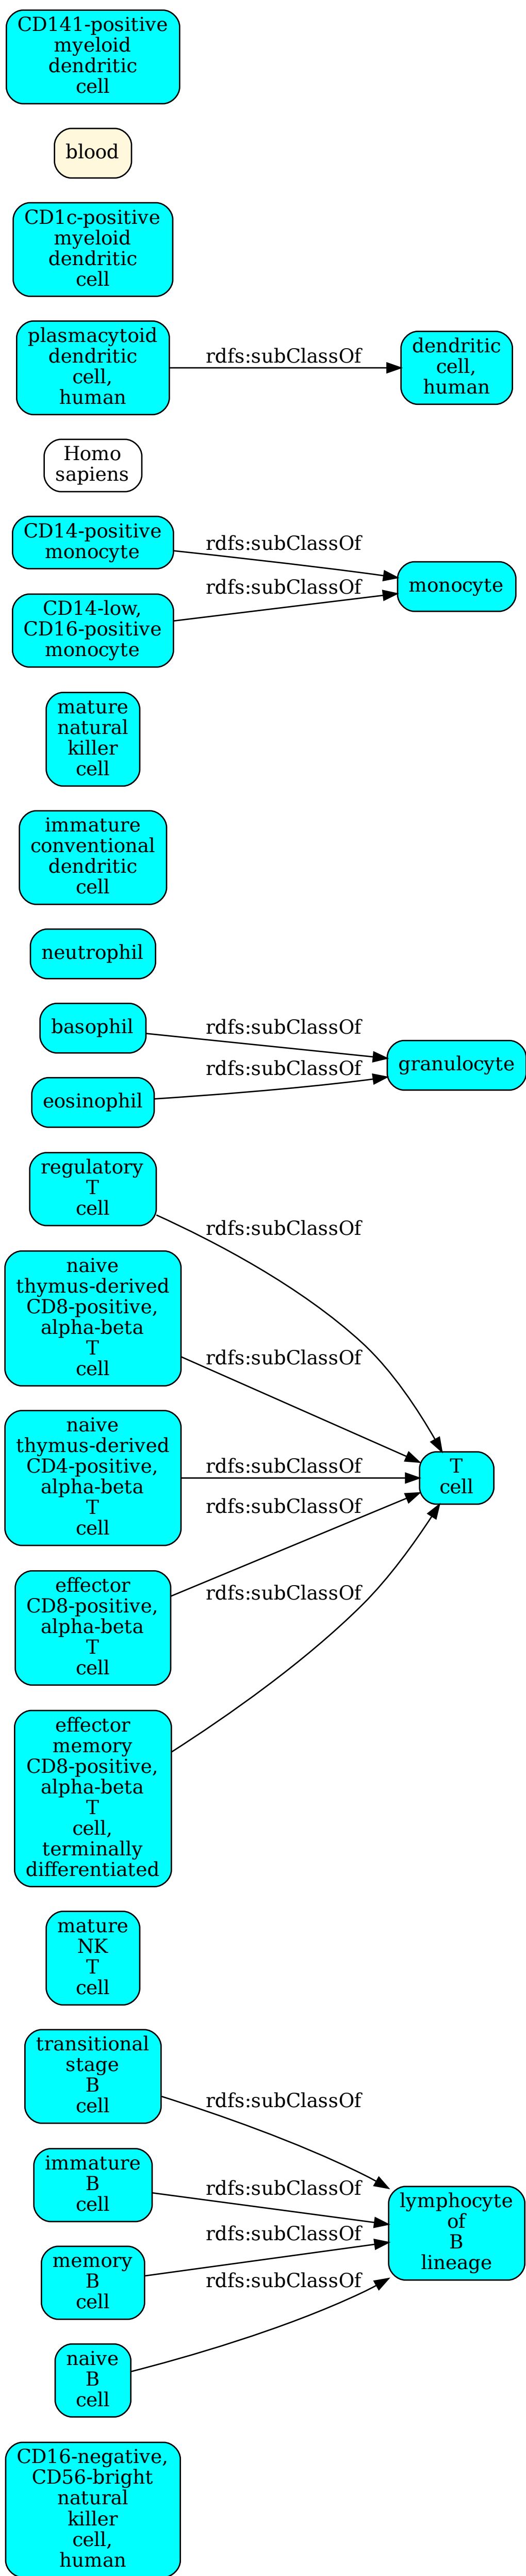 CD141-positive
myeloid
dendritic
cell
blood
CD1c-positive
myeloid
dendritic
cell
plasmacytoid
dendritic
cell,
human
rdfs:subClassOf
dendritic
cell,
human
Homo
sapiens
CD14-positive
monocyte
rdfs:subClassOf
monocyte
CD14-low,
CD16-positive
monocyte
rdfs:subClassOf
mature
natural
killer
cell
immature
conventional
dendritic
cell
neutrophil
basophil
rdfs:subClassOf
granulocyte
eosinophil
rdfs:subClassOf
regulatory
T
cell
rdfs:subClassOf
naive
thymus-derived
CD8-positive,
alpha-beta
T
cell
rdfs:subClassOf
naive
thymus-derived
CD4-positive,
alpha-beta
T
cell
rdfs:subClassOf
T
cell
effector
CD8-positive,
alpha-beta
T
cell
rdfs:subClassOf
effector
memory
CD8-positive,
alpha-beta
T
cell,
terminally
differentiated
rdfs:subClassOf
mature
NK
T
cell
transitional
stage
B
cell
rdfs:subClassOf
immature
B
cell
rdfs:subClassOf
lymphocyte
of
B
lineage
memory
B
cell
rdfs:subClassOf
naive
B
cell
rdfs:subClassOf
CD16-negative,
CD56-bright
natural
killer
cell,
human